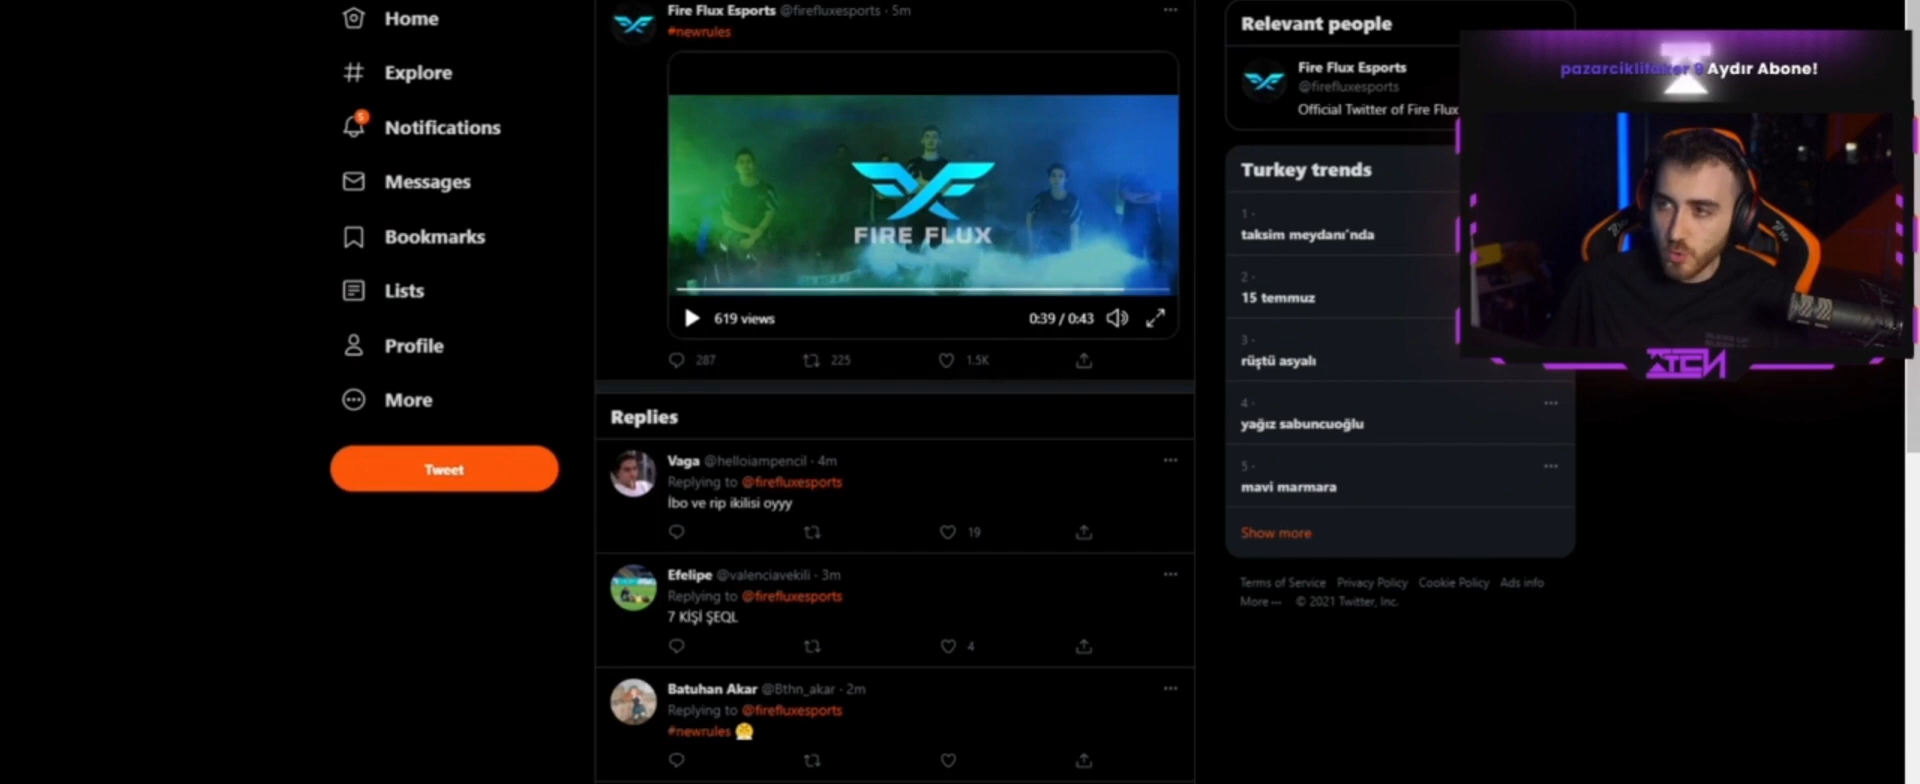 Home
Explore
5
Notifications
Messages
Bookmarks
Lists
Profile
More
Tweet
Fire Flux Esports @firefluxesports · 5m
#newrules
FIRE FLUX
619 views
0:39 / 0:43
287
225
1.5K
Replies
Vaga @helloiampencil · 4m
Replying to @firefluxesports
İbo ve rip ikilisi oyyy
19
Efelipe @valenciavekili · 3m
Replying to @firefluxesports
7 KİŞİ ŞEQL
4
Batuhan Akar @Bthn_akar · 2m
Replying to @firefluxesports
#newrules
Relevant people
Fire Flux Esports
@firefluxesports
Official Twitter of Fire Flux
Turkey trends
1 ·
taksim meydanı'nda
2 ·
15 temmuz
3 ·
rüştü asyalı
4 ·
yağız sabuncuoğlu
5 ·
mavi marmara
Show more
Terms of Service Privacy Policy Cookie Policy Ads info
More ··· © 2021 Twitter, Inc.
9 Aydır Abone!